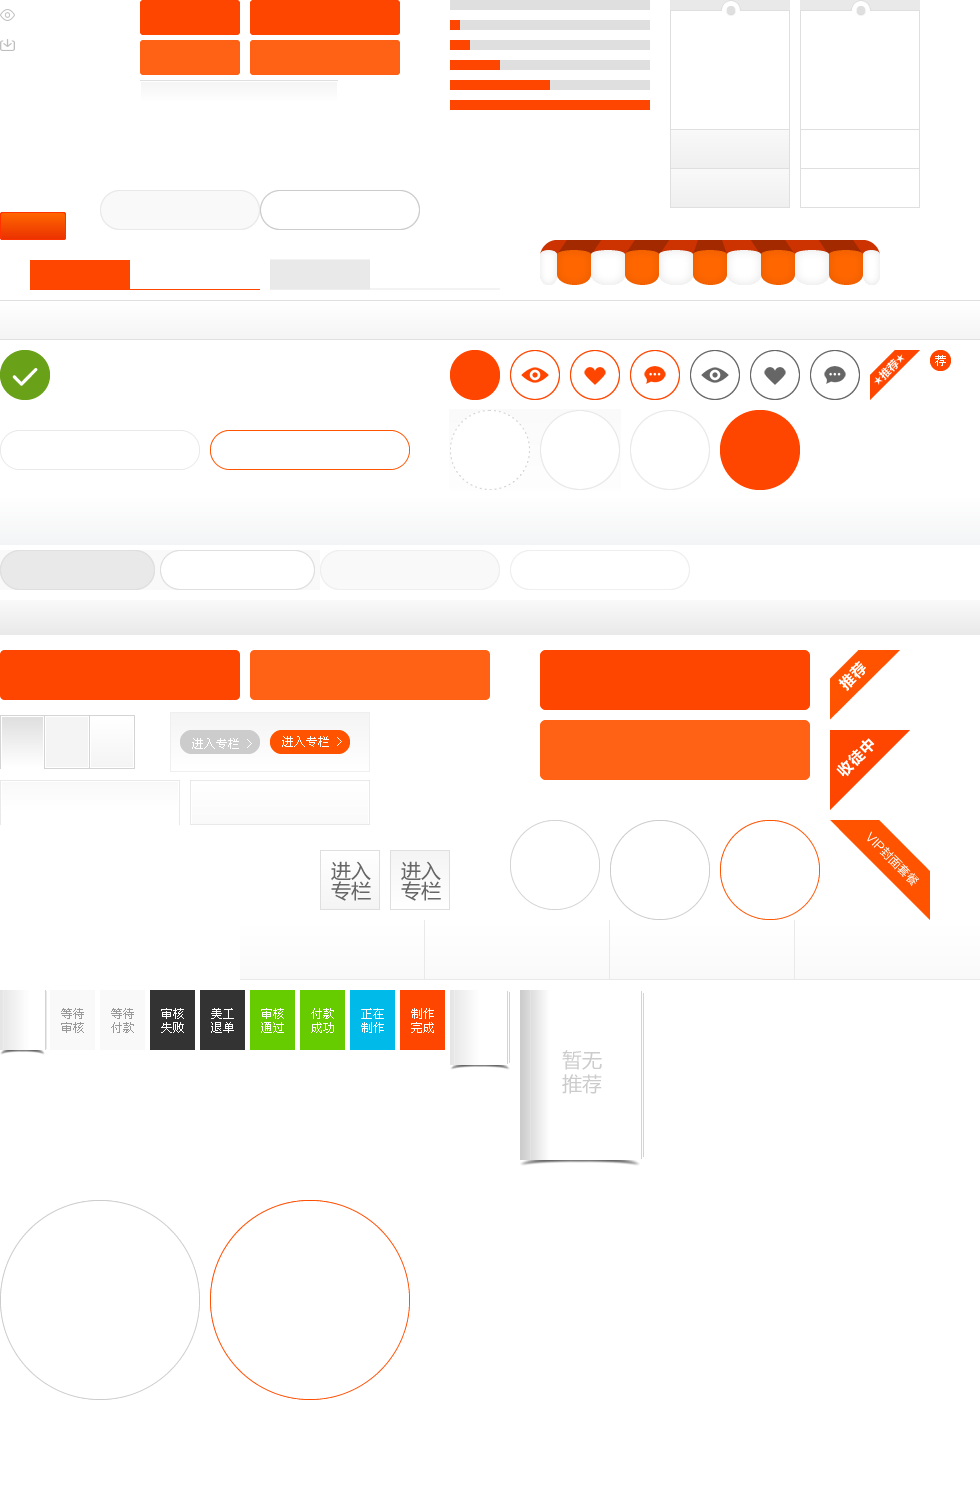 ★推荐★
荐
推荐
进入专栏
进入专栏
收徒中
VIP封面套餐
进入
专栏
进入
专栏
等待
审核
等待
付款
审核
失败
美工
退单
审核
通过
付款
成功
正在
制作
制作
完成
暂无
推荐